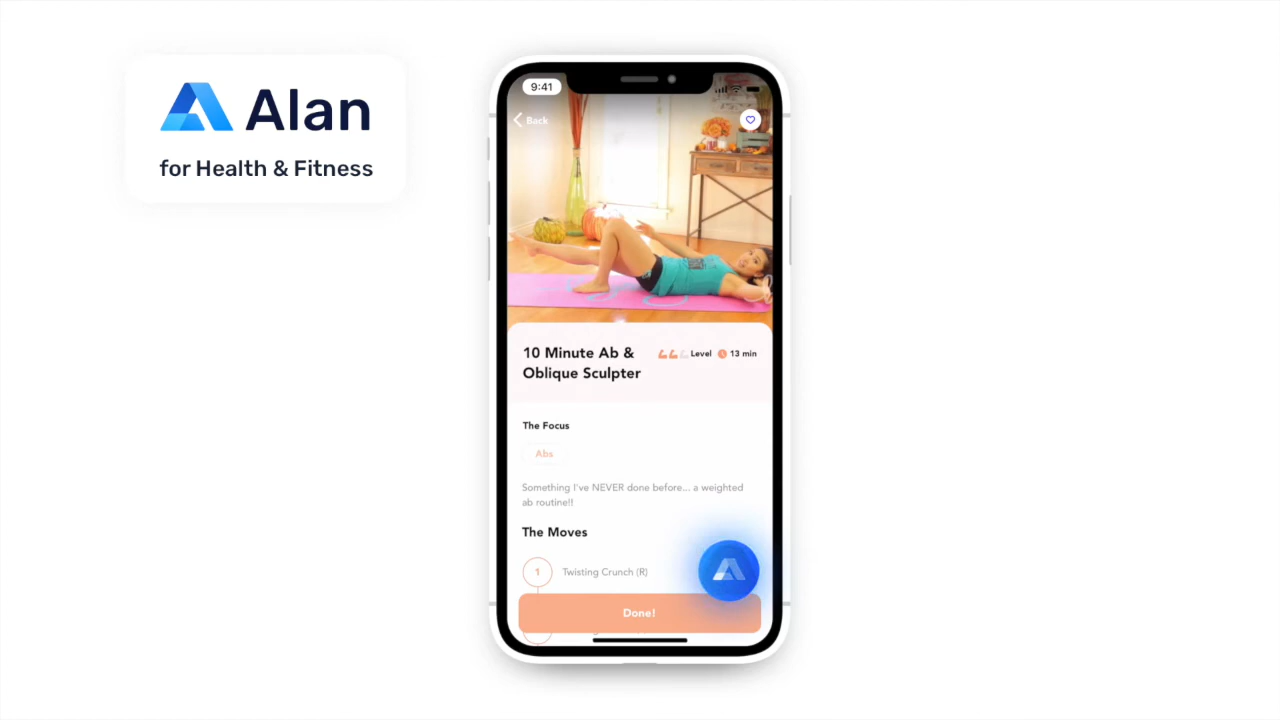 Alan
for Health & Fitness
9:41
Back
10 Minute Ab &
Oblique Sculpter
Level
13 min
The Focus
Abs
Something I've NEVER done before... a weighted
ab routine!!
The Moves
1
Twisting Crunch (R)
Done!